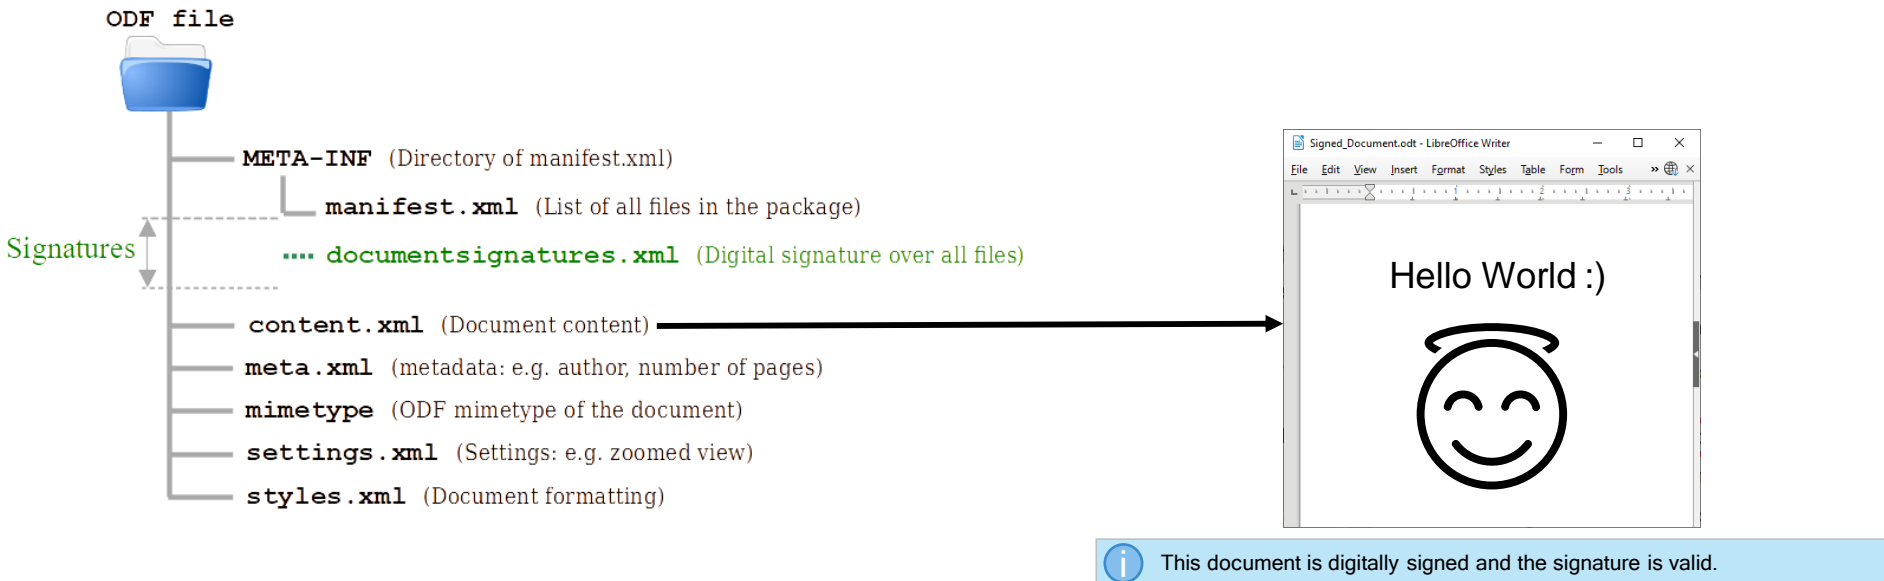 ODF file
META-INF (Directory of manifest.xml)
manifest.xml (List of all files in the package)
Signatures
documentsignatures.xml (Digital signature over all files)
content.xml (Document content)
meta.xml (metadata: e.g. author, number of pages)
mimetype (ODF mimetype of the document)
settings.xml (Settings: e.g. zoomed view)
styles.xml (Document formatting)
Signed_Document.odt - LibreOffice Writer
File Edit View Insert Format Styles Table Form Tools »
1 2 3
Hello World :)
i This document is digitally signed and the signature is valid.